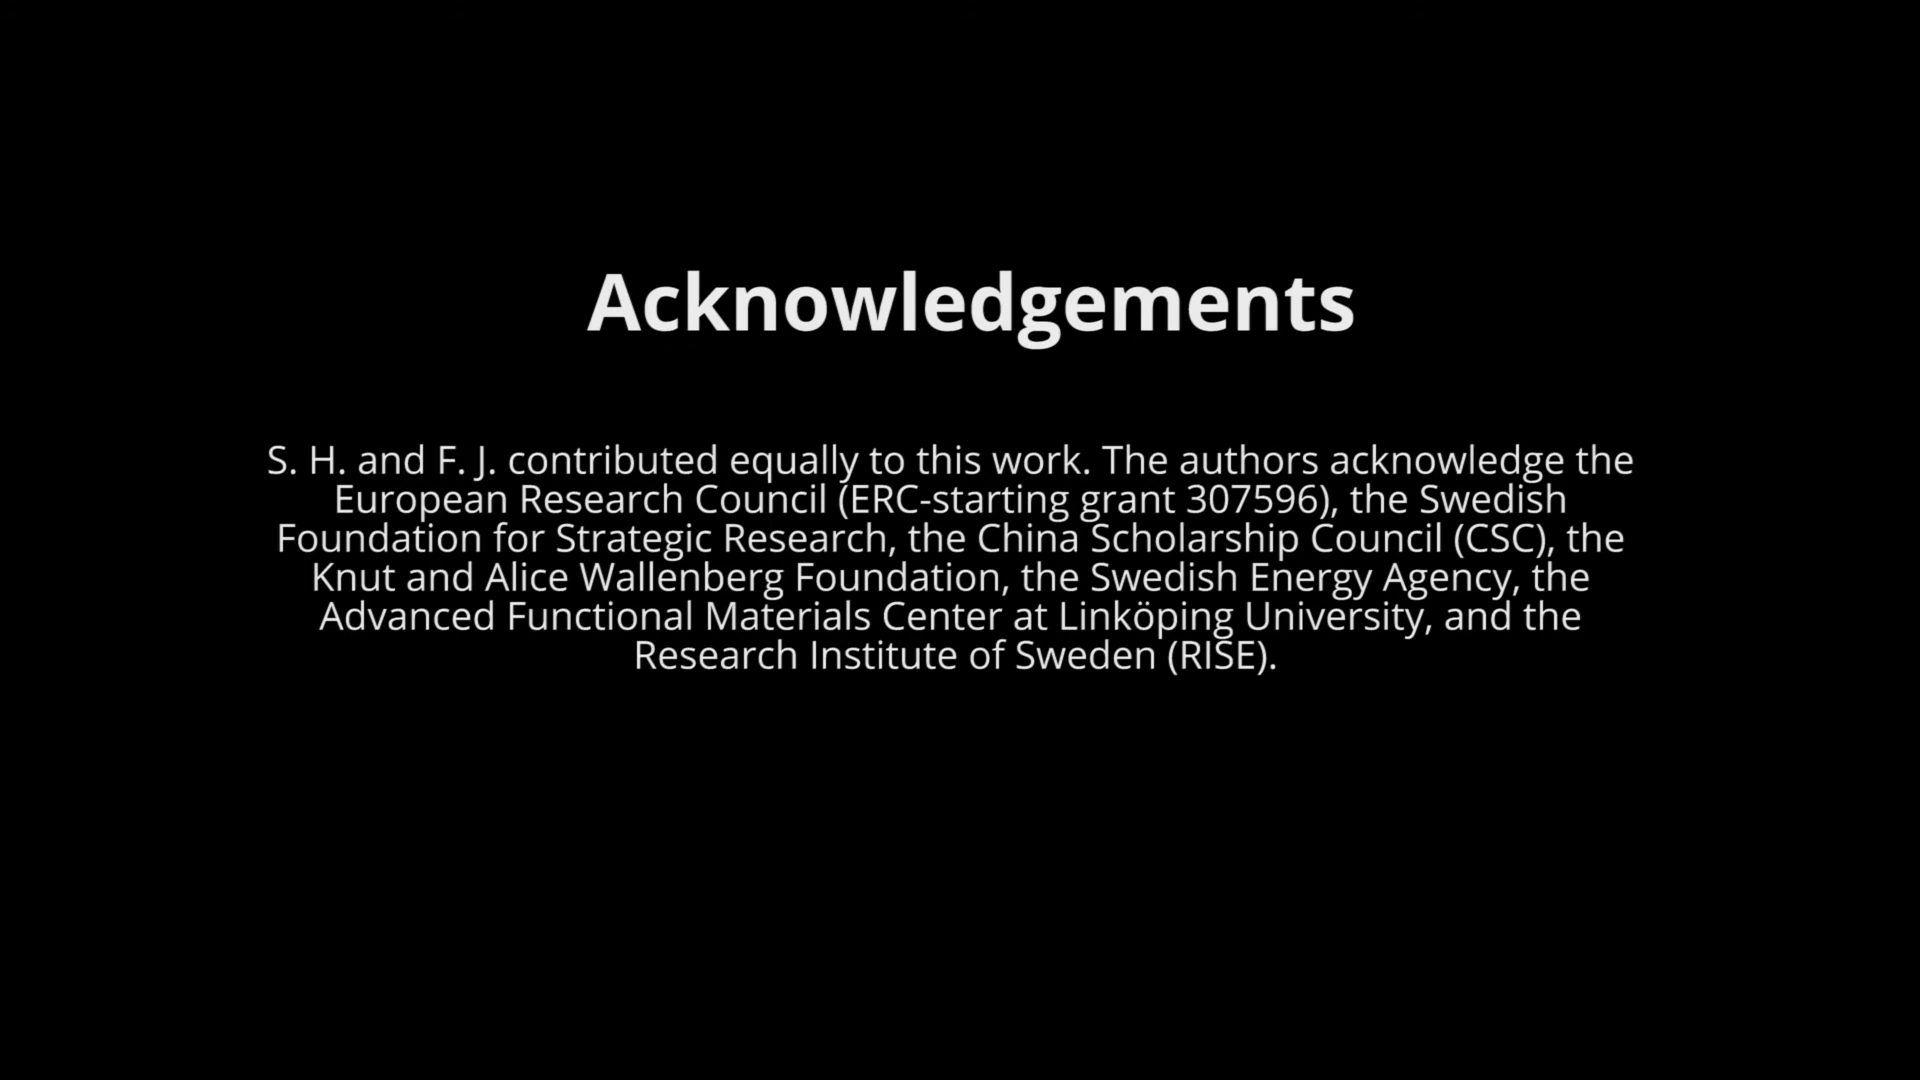 Acknowledgements
S. H. and F. J. contributed equally to this work. The authors acknowledge the
European Research Council (ERC-starting grant 307596), the Swedish
Foundation for Strategic Research, the China Scholarship Council (CSC), the
Knut and Alice Wallenberg Foundation, the Swedish Energy Agency, the
Advanced Functional Materials Center at Linköping University, and the
Research Institute of Sweden (RISE).